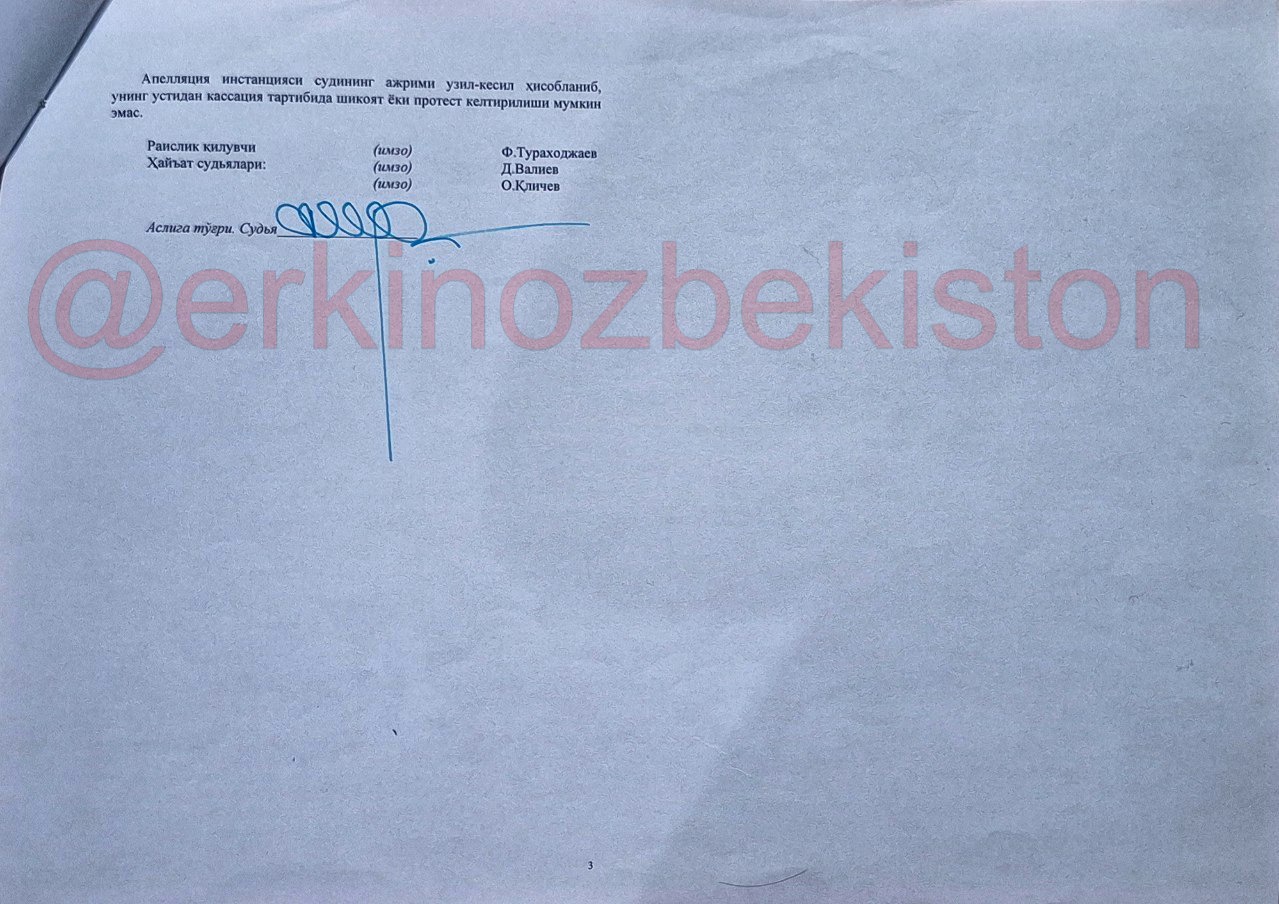 Апелляция инстанцияси судининг ажрими узил-кесил ҳисобланиб,
унинг устидан кассация тартибида шикоят ёки протест келтирилиши мумкин
эмас.
Раислик қилувчи (имзо) Ф.Тураходжаев
Ҳайъат судьялари: (имзо) Д.Валиев
(имзо) О.Қличев
Аслига тўғри. Судья
@erkinozbekiston
3